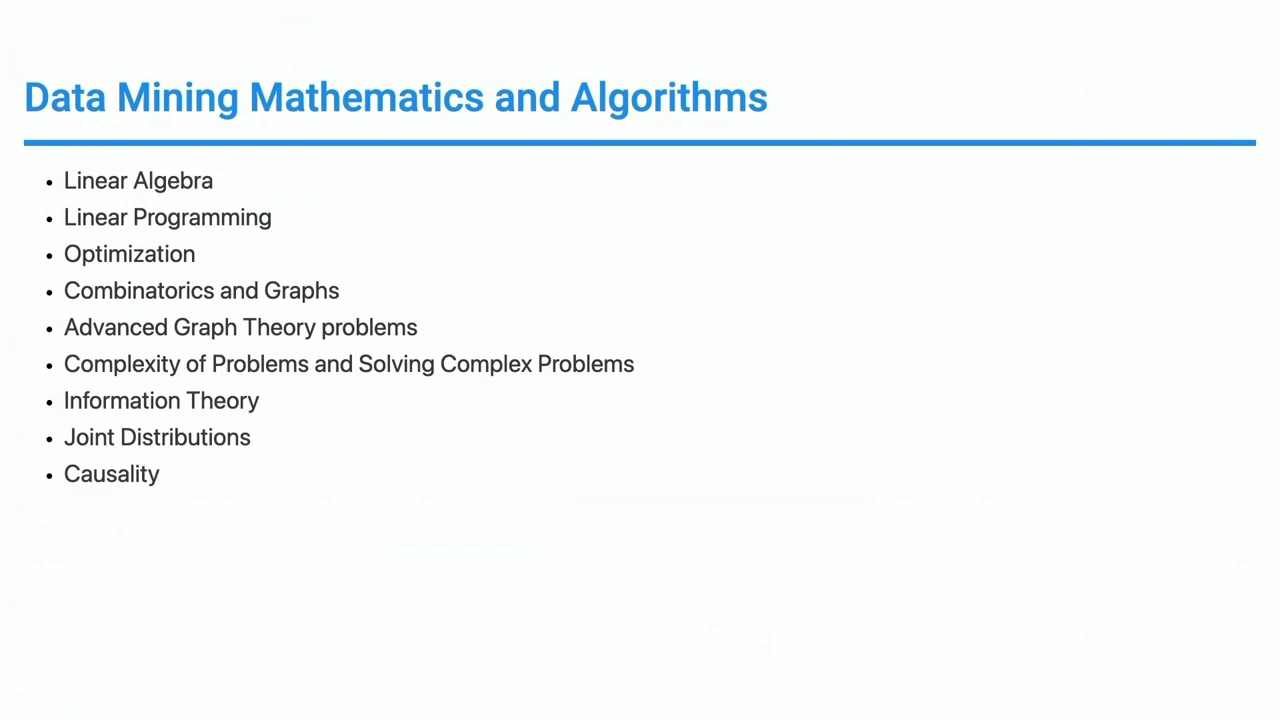 Data Mining Mathematics and Algorithms
• Linear Algebra
• Linear Programming
• Optimization
• Combinatorics and Graphs
• Advanced Graph Theory problems
• Complexity of Problems and Solving Complex Problems
• Information Theory
• Joint Distributions
• Causality